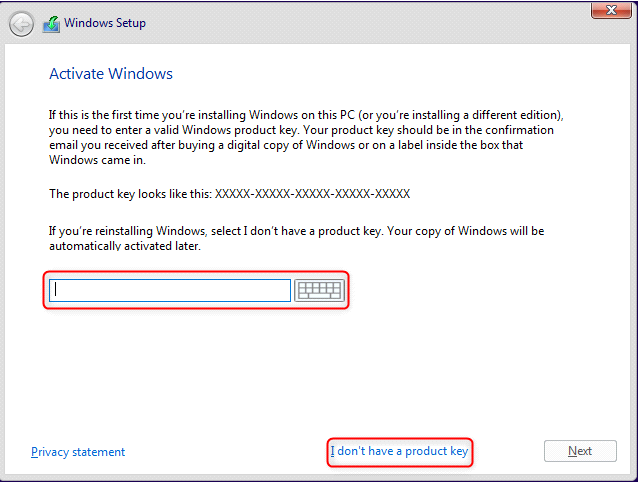 Windows Setup
Activate Windows
If this is the first time you're installing Windows on this PC (or you're installing a different edition),
you need to enter a valid Windows product key. Your product key should be in the confirmation
email you received after buying a digital copy of Windows or on a label inside the box that
Windows came in.
The product key looks like this: XXXXX-XXXXX-XXXXX-XXXXX-XXXXX
If you're reinstalling Windows, select I don't have a product key. Your copy of Windows will be
automatically activated later.
Privacy statement
I don't have a product key
Next